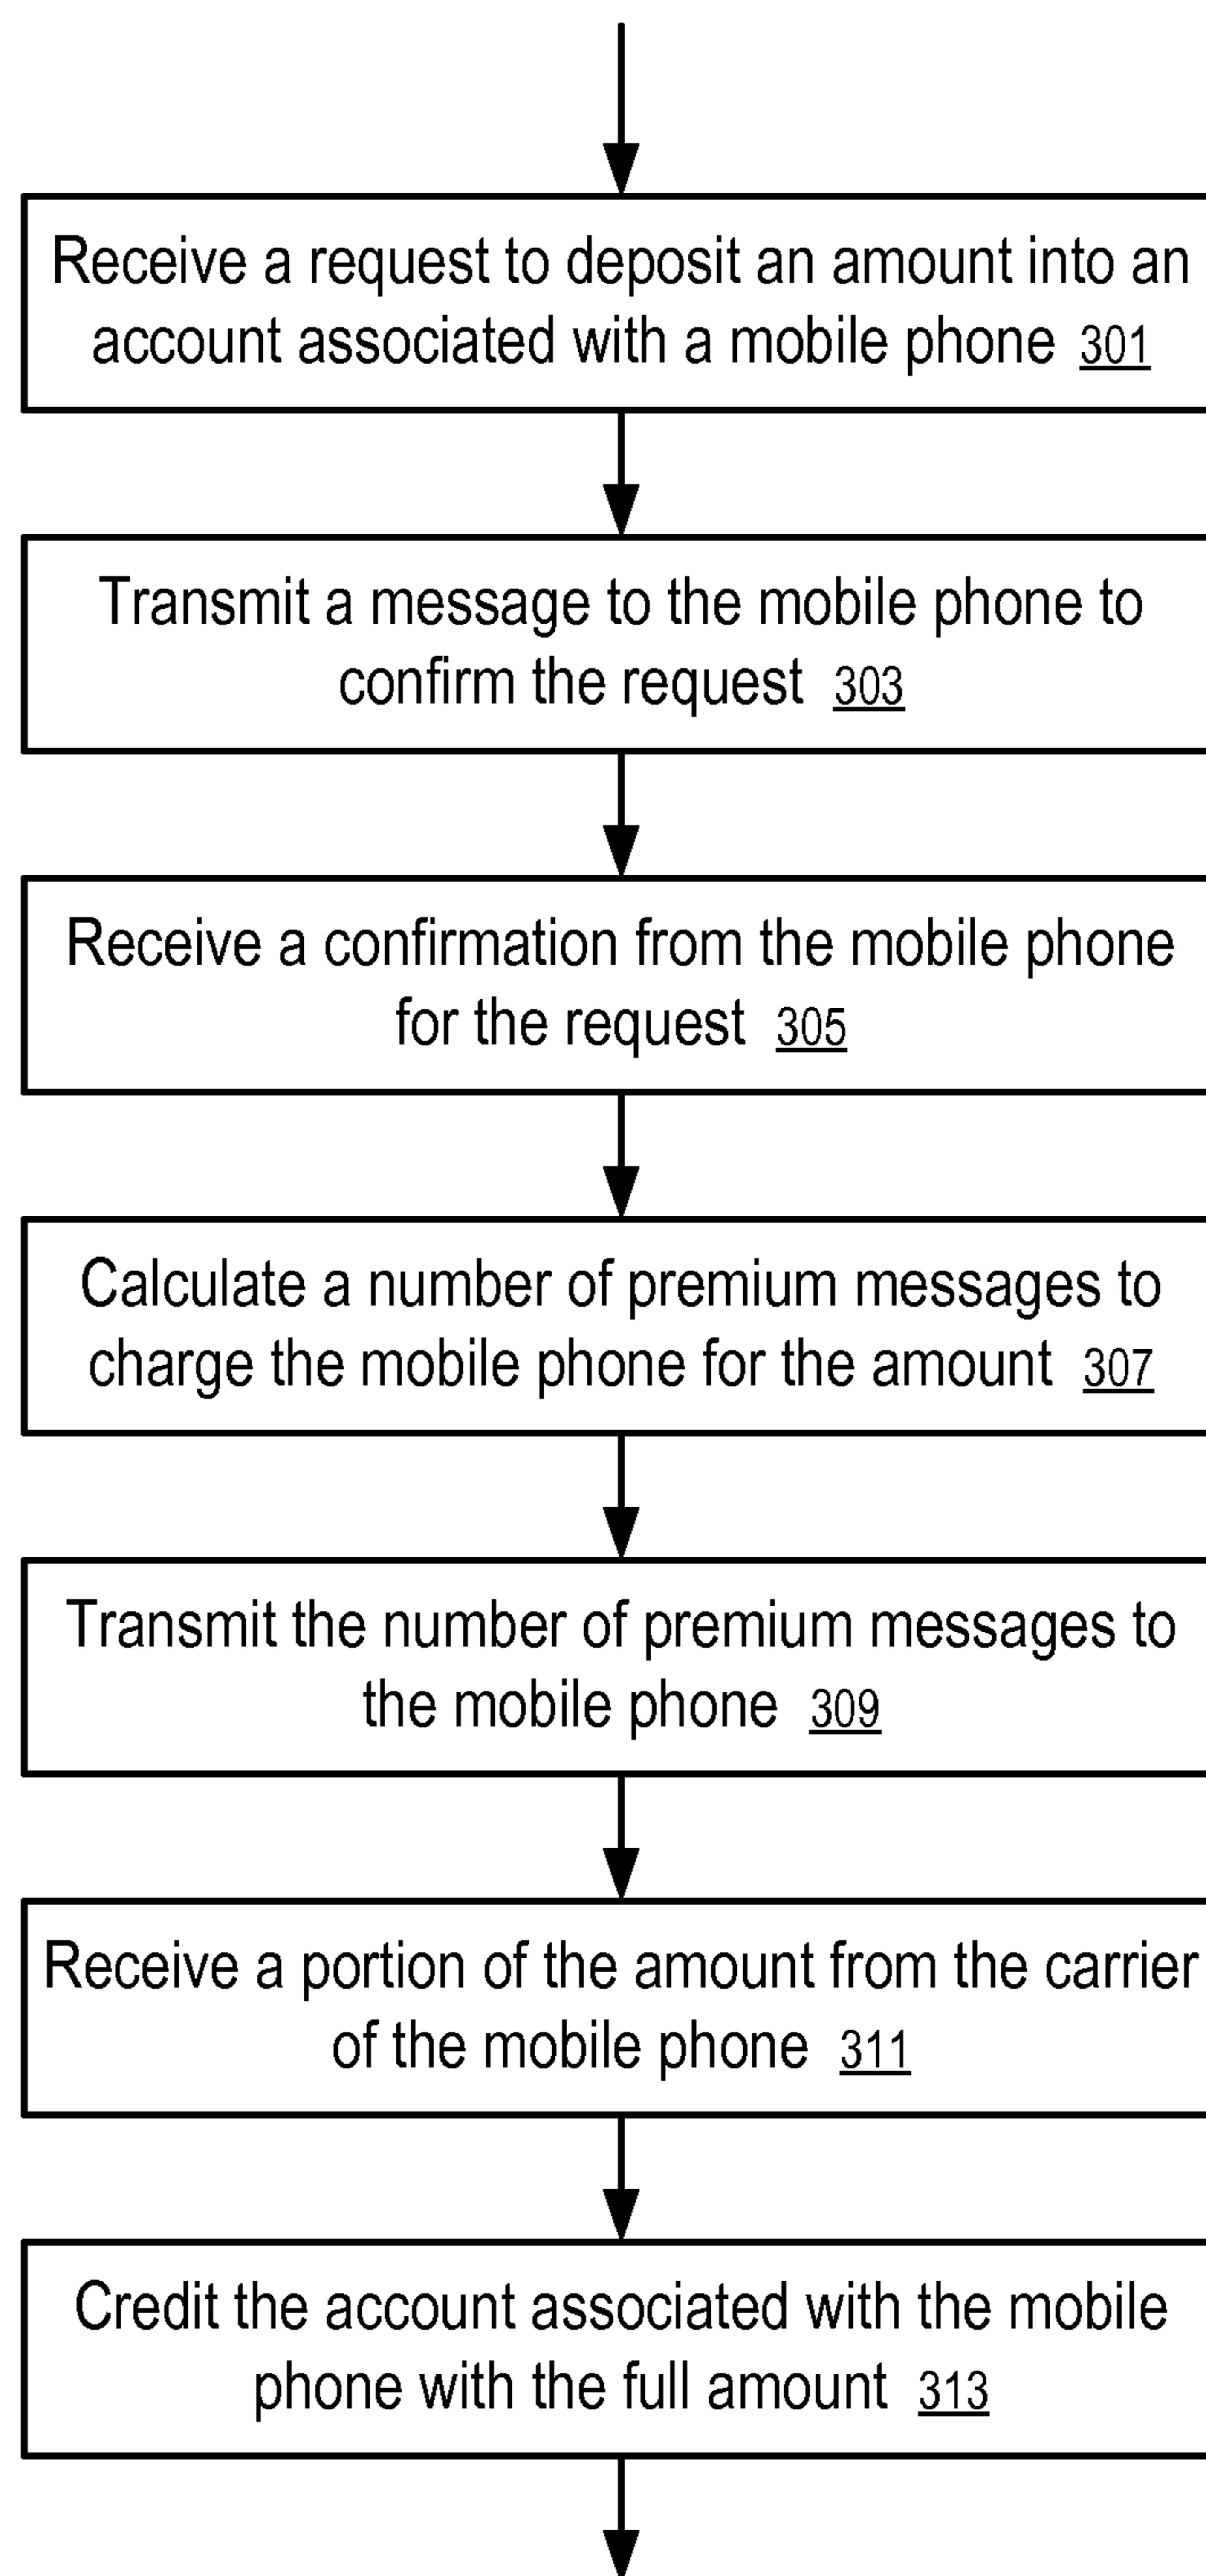 Receive a request to deposit an amount into an
account associated with a mobile phone 301
Transmit a message to the mobile phone to
confirm the request 303
Receive a confirmation from the mobile phone
for the request 305
Calculate a number of premium messages to
charge the mobile phone for the amount 307
Transmit the number of premium messages to
the mobile phone 309
Receive a portion of the amount from the carrier
of the mobile phone 311
Credit the account associated with the mobile
phone with the full amount 313